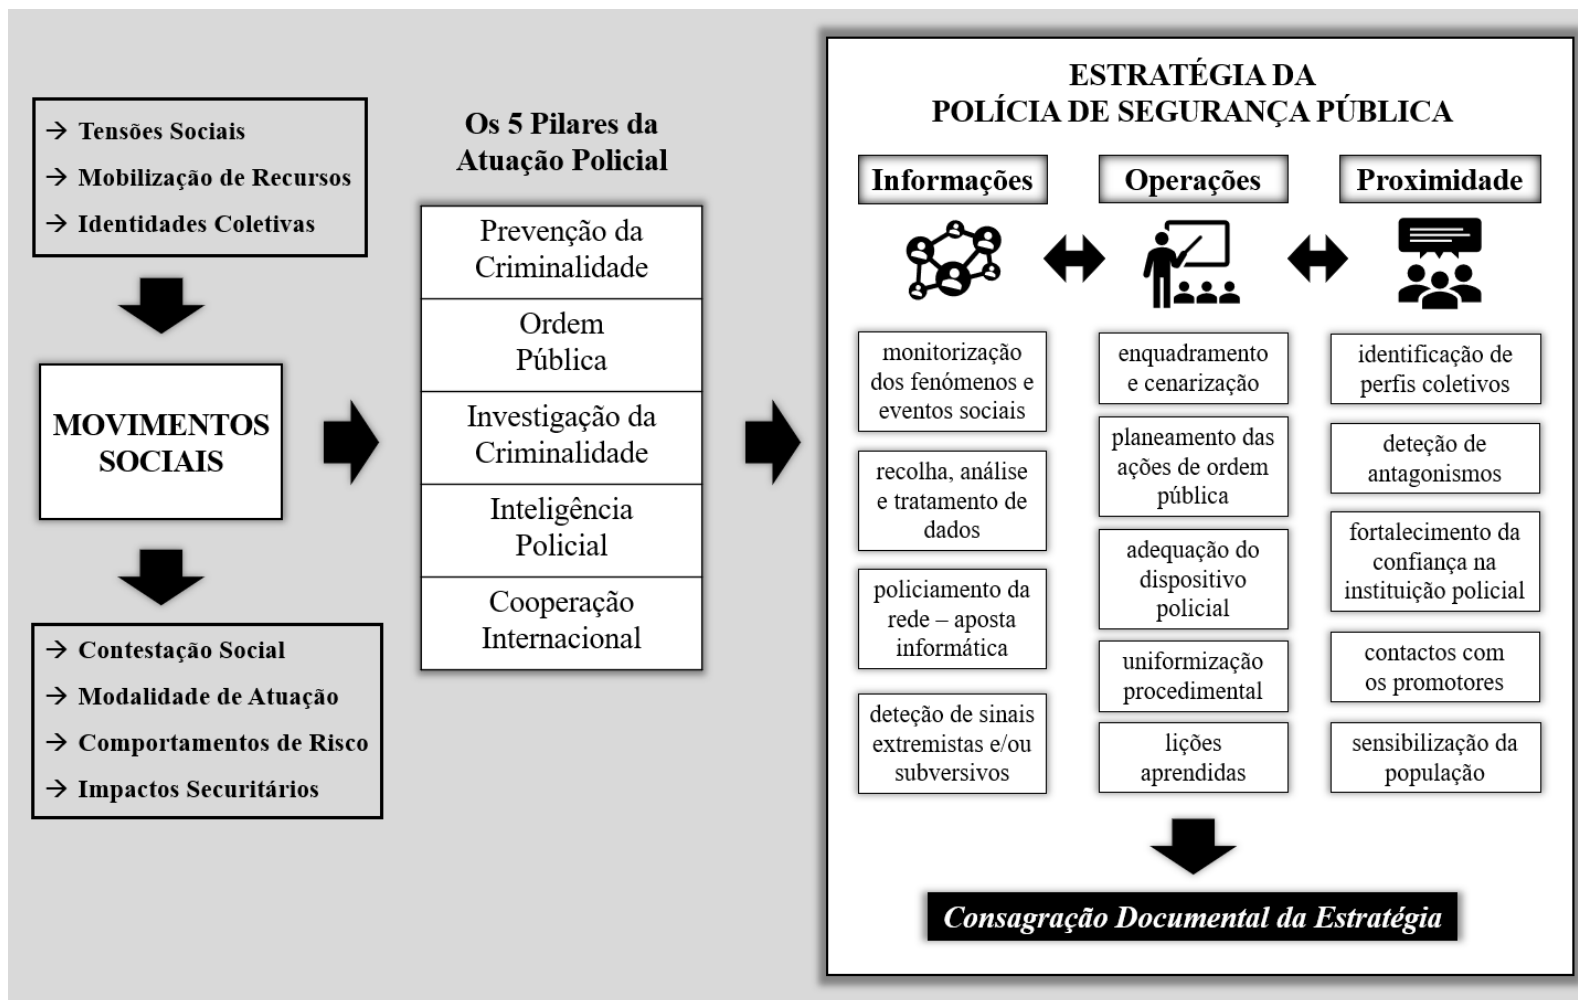 → Tensões Sociais
→ Mobilização de Recursos
→ Identidades Coletivas
MOVIMENTOS
SOCIAIS
→ Contestação Social
→ Modalidade de Atuação
→ Comportamentos de Risco
→ Impactos Securitários
Os 5 Pilares da
Atuação Policial
Prevenção da
Criminalidade
Ordem
Pública
Investigação da
Criminalidade
Inteligência
Policial
Cooperação
Internacional
ESTRATÉGIA DA
POLÍCIA DE SEGURANÇA PÚBLICA
Informações
monitorização
dos fenómenos e
eventos sociais
recolha, análise
e tratamento de
dados
policiamento da
rede – aposta
informática
deteção de sinais
extremistas e/ou
subversivos
Operações
enquadramento
e cenarização
planeamento das
ações de ordem
pública
adequação do
dispositivo
policial
uniformização
procedimental
lições
aprendidas
Proximidade
identificação de
perfis coletivos
deteção de
antagonismos
fortalecimento da
confiança na
instituição policial
contactos com
os promotores
sensibilização da
população
Consagração Documental da Estratégia